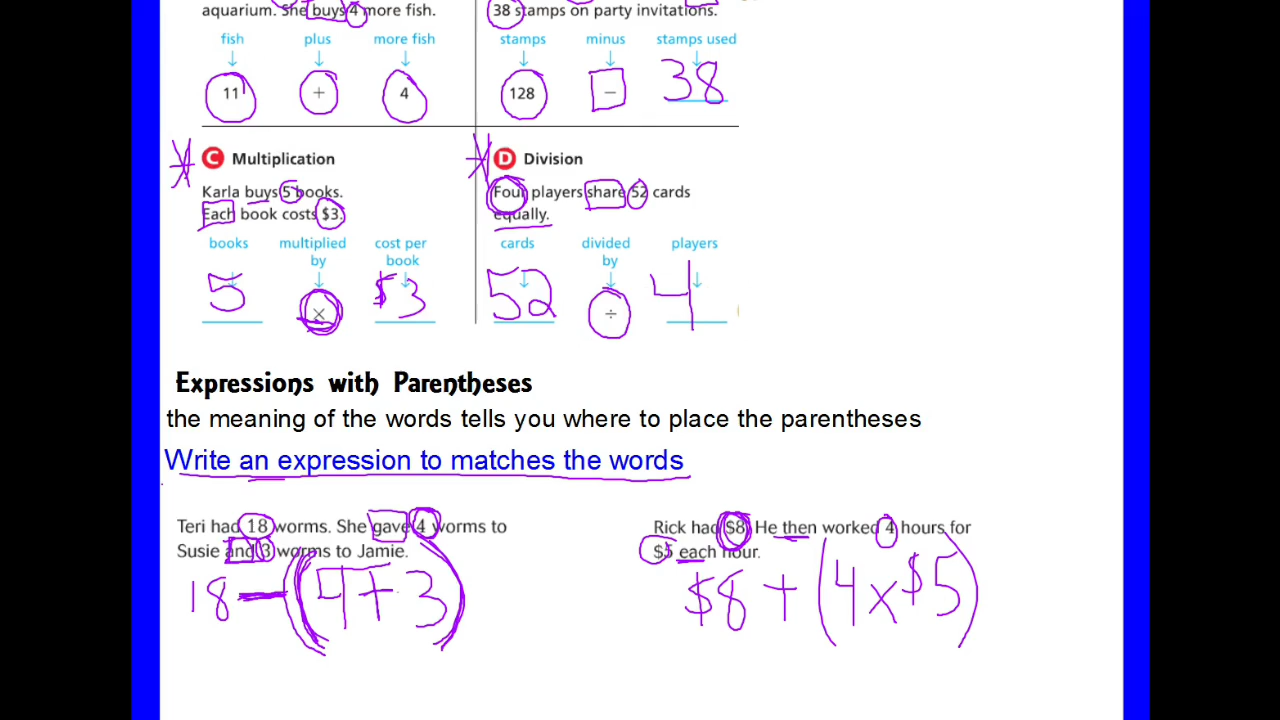 aquarium. She buys 4 more fish.
fish plus more fish
11 + 4
38 stamps on party invitations.
stamps minus stamps used
128 − 38
C Multiplication
Karla buys 5 books.
Each book costs $3.
books multiplied by cost per book
5 × $3
D Division
Four players share 52 cards
equally.
cards divided by players
52 ÷ 4
Expressions with Parentheses
the meaning of the words tells you where to place the parentheses
Write an expression to matches the words
Teri had 18 worms. She gave 4 worms to
Susie and 3 worms to Jamie.
18 − (4 + 3)
Rick had $8. He then worked 4 hours for
$5 each hour.
$8 + (4 x $5)